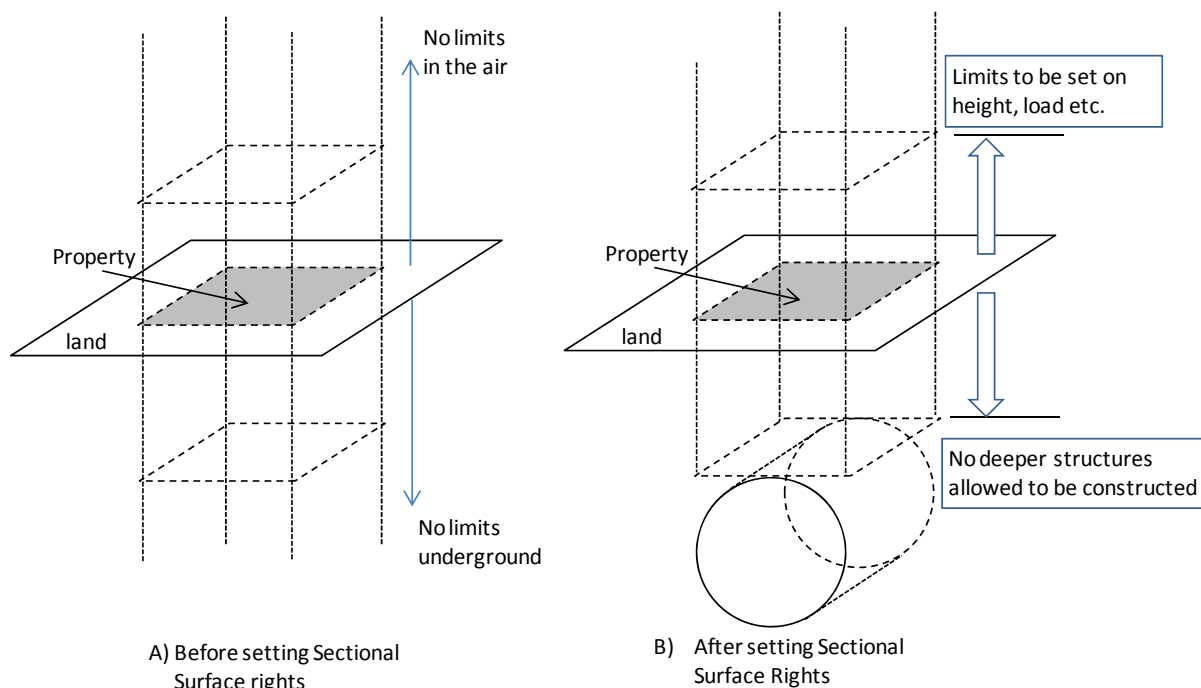 No limits
in the air
Property
land
No limits
underground
A) Before setting Sectional
Surface rights
Limits to be set on
height, load etc.
Property
land
No deeper structures
allowed to be constructed
B) After setting Sectional
Surface Rights